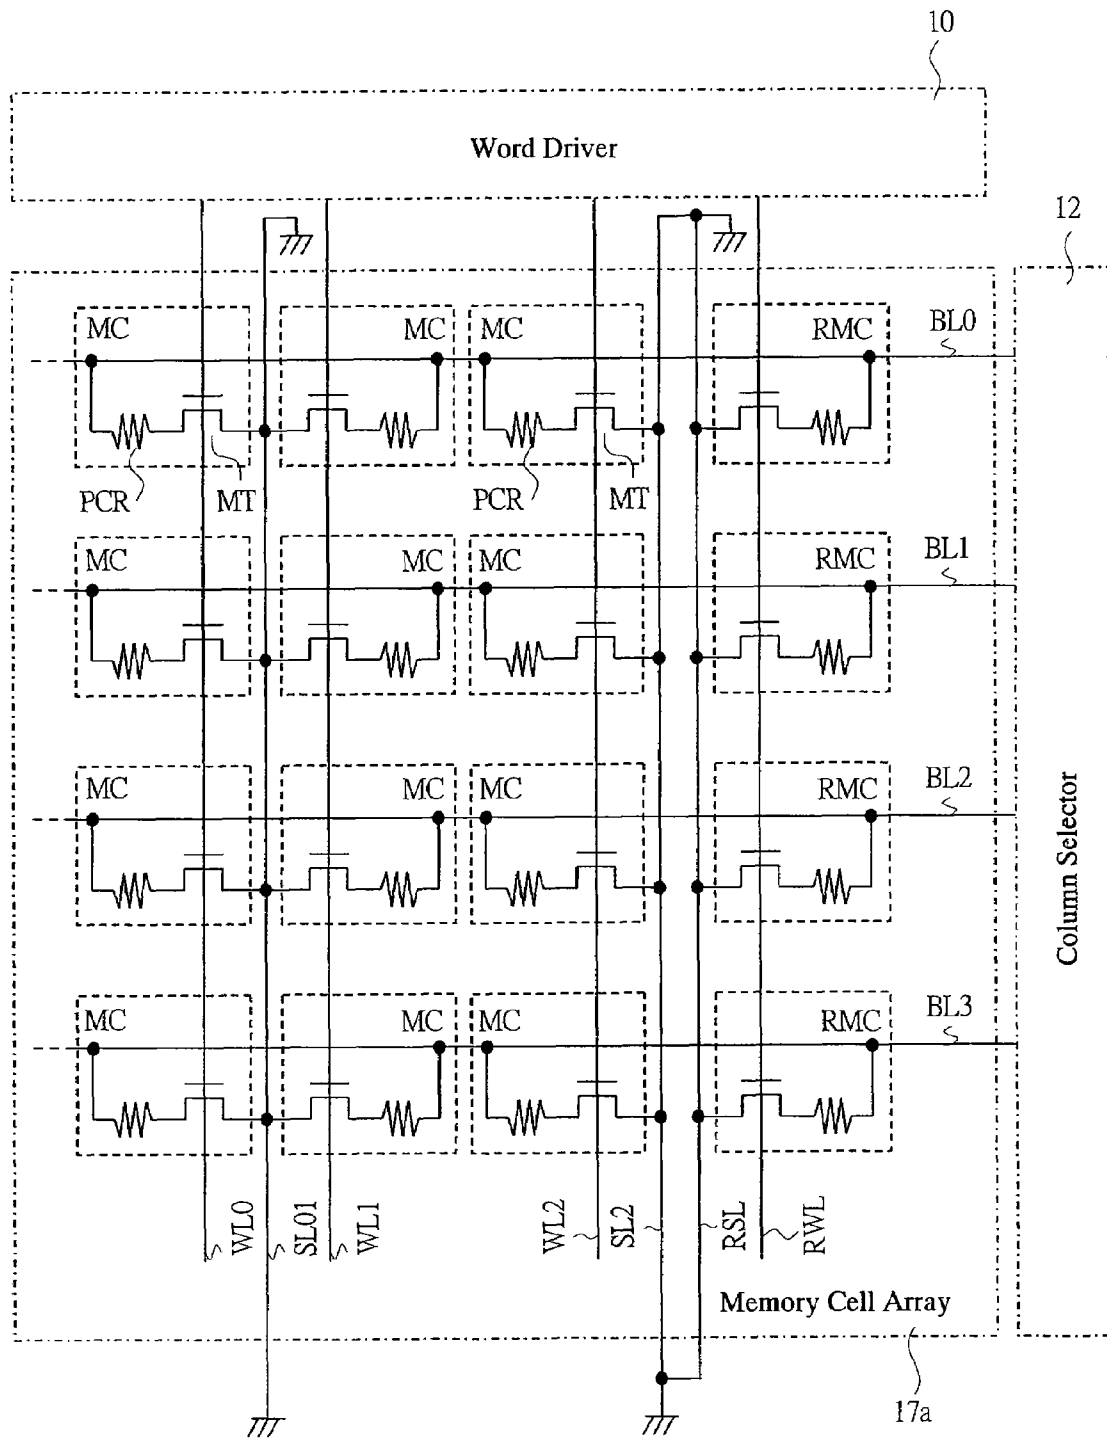 10
Word Driver
12
MC MC MC RMC BL0
PCR MT PCR MT
MC MC MC RMC BL1
MC MC MC RMC BL2
Column Selector
MC MC MC RMC BL3
WL0 SL01 WL1 WL2 SL2 RSL RWL
Memory Cell Array
17a